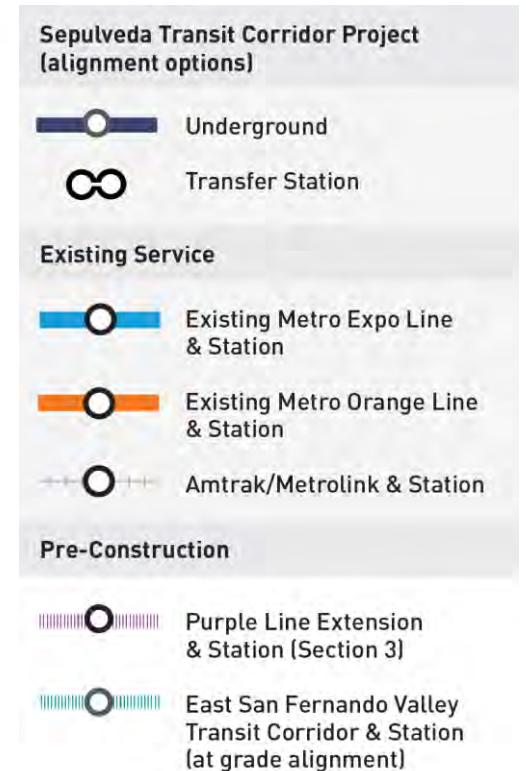 Sepulveda Transit Corridor Project
(alignment options)
Underground
Transfer Station
Existing Service
Existing Metro Expo Line
& Station
Existing Metro Orange Line
& Station
Amtrak/Metrolink & Station
Pre-Construction
Purple Line Extension
& Station (Section 3)
East San Fernando Valley
Transit Corridor & Station
(at grade alignment)